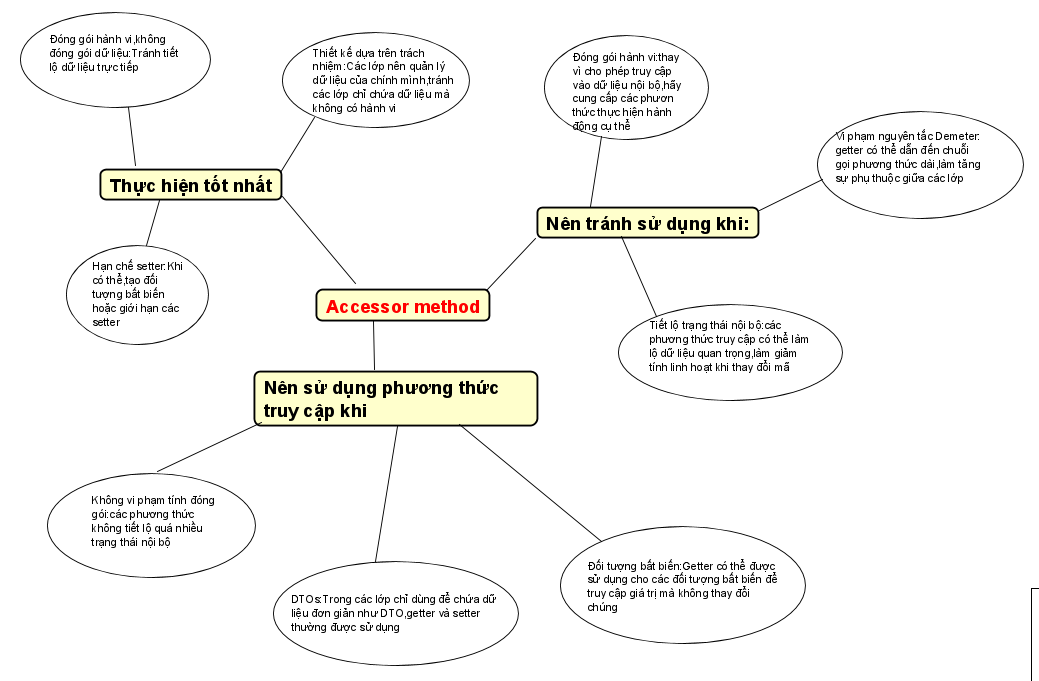 Đóng gói hành vi,không
đóng gói dữ liệu:Tránh tiết
lộ dữ liệu trực tiếp
Thiết kế dựa trên trách
nhiệm:Các lớp nên quản lý
dữ liệu của chính mình,tránh
các lớp chỉ chứa dữ liệu mà
không có hành vi
Đóng gói hành vi:thay
vì cho phép truy cập
vào dữ liệu nội bộ,hãy
cung cấp các phươn
thức thực hiện hành
động cụ thể
Vi phạm nguyên tắc Demeter:
getter có thể dẫn đến chuỗi
gọi phương thức dài,làm tăng
sự phụ thuộc giữa các lớp
Thực hiện tốt nhất
Nên tránh sử dụng khi:
Hạn chế setter:Khi
có thể,tạo đối
tượng bất biến
hoặc giới hạn các
setter
Accessor method
Tiết lộ trạng thái nội bộ:các
phương thức truy cập có thể làm
lộ dữ liệu quan trọng,làm giảm
tính linh hoạt khi thay đổi mã
Nên sử dụng phương thức
truy cập khi
Không vi phạm tính đóng
gói:các phương thức
không tiết lộ quá nhiều
trạng thái nội bộ
DTOs:Trong các lớp chỉ dùng để chứa dữ
liệu đơn giản như DTO,getter và setter
thường được sử dụng
Đối tượng bất biến:Getter có thể được
sử dụng cho các đối tượng bất biến để
truy cập giá trị mà không thay đổi
chúng